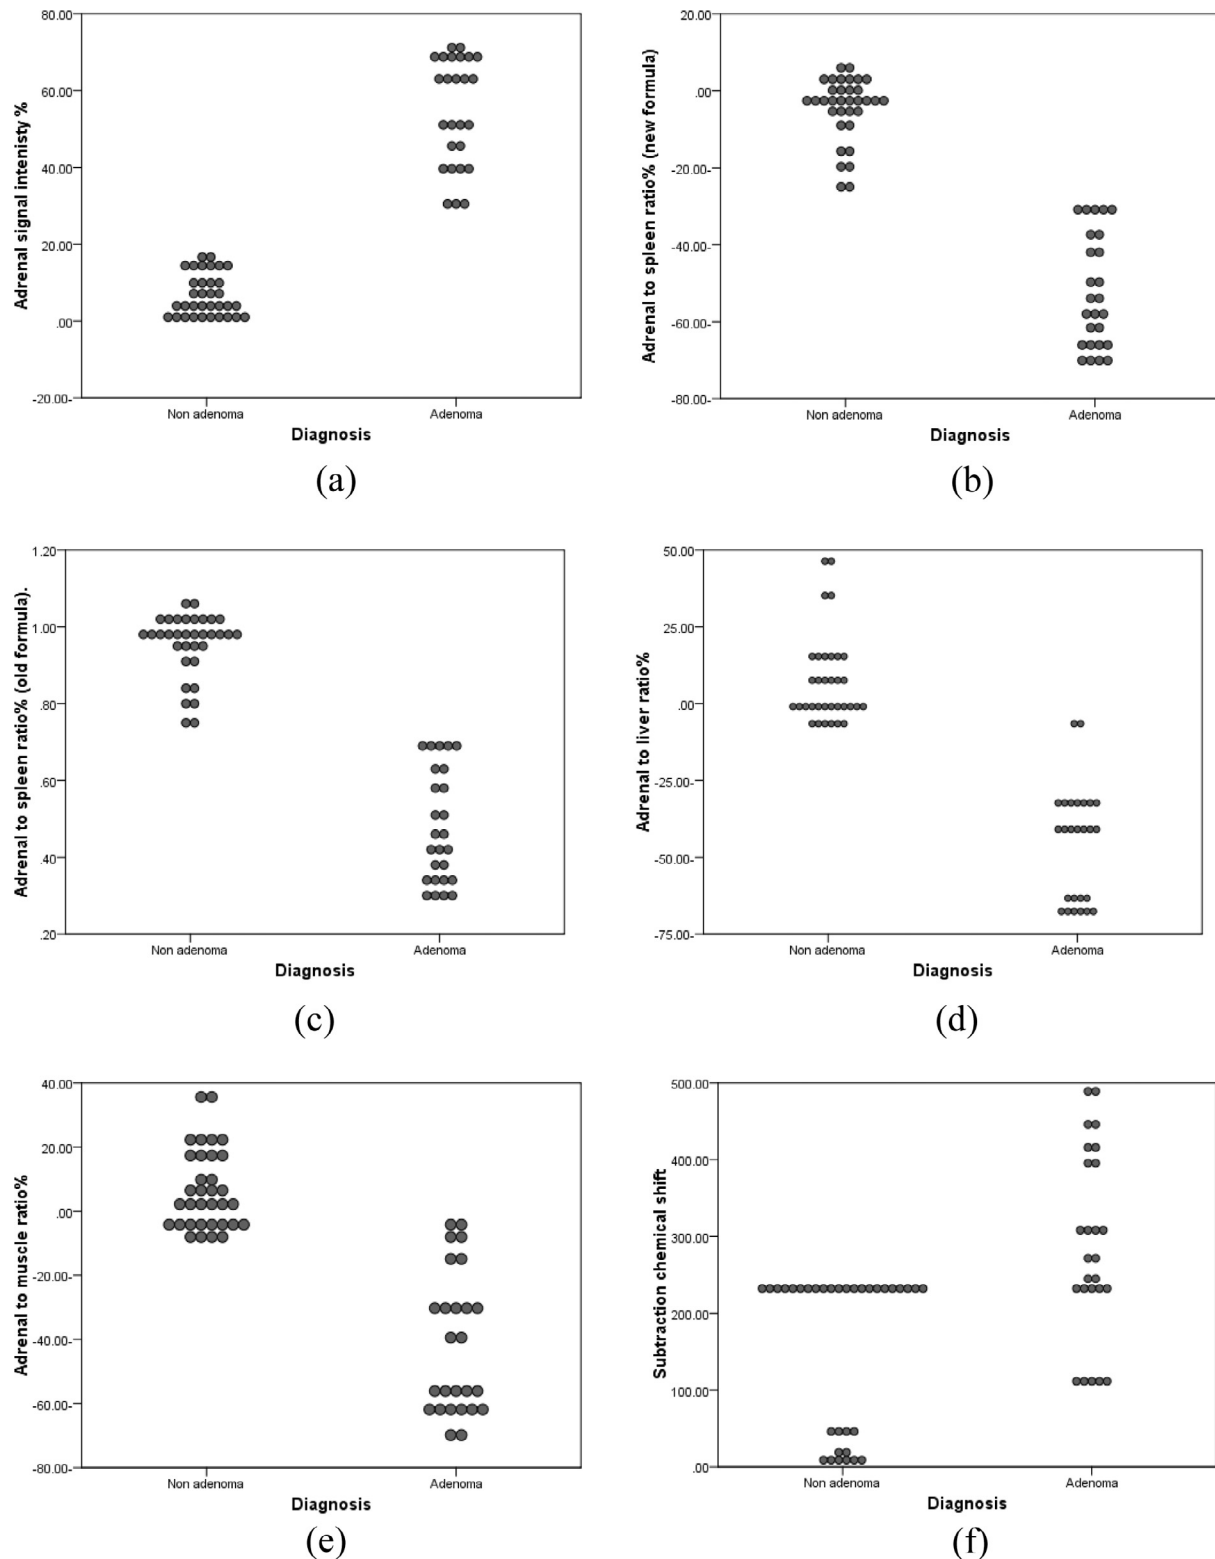 80.00
60.00
40.00
20.00
.00
-20.00-
Adrenal signal intenisty %
Non adenoma
Adenoma
Diagnosis
(a)
20.00
.00
-20.00-
-40.00-
-60.00-
-80.00-
Adrenal to spleen ratio% (new formula)
Non adenoma
Adenoma
Diagnosis
(b)
1.20
1.00
.80
.60
.40
.20
Adrenal to spleen ratio% (old formula).
Non adenoma
Adenoma
Diagnosis
(c)
50.00
25.00
.00
-25.00-
-50.00-
-75.00-
Adrenal to liver ratio%
Non adenoma
Adenoma
Diagnosis
(d)
40.00
20.00
.00
-20.00-
-40.00-
-60.00-
-80.00-
Adrenal to muscle ratio%
Non adenoma
Adenoma
Diagnosis
(e)
500.00
400.00
300.00
200.00
100.00
.00
Subtraction chemical shift
Non adenoma
Adenoma
Diagnosis
(f)